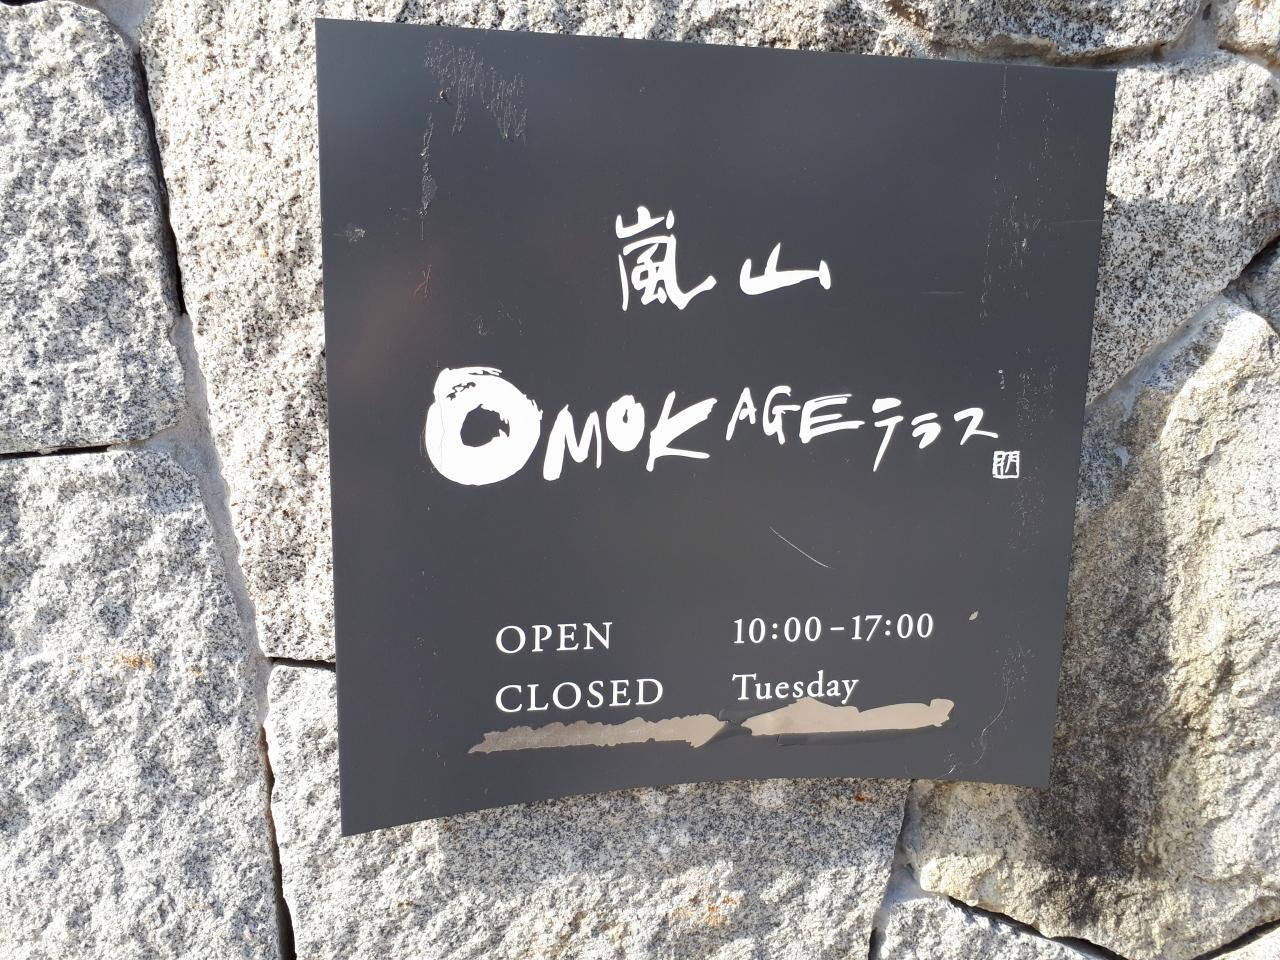 嵐山
OMOKAGEテラス
OPEN 10:00-17:00
CLOSED Tuesday